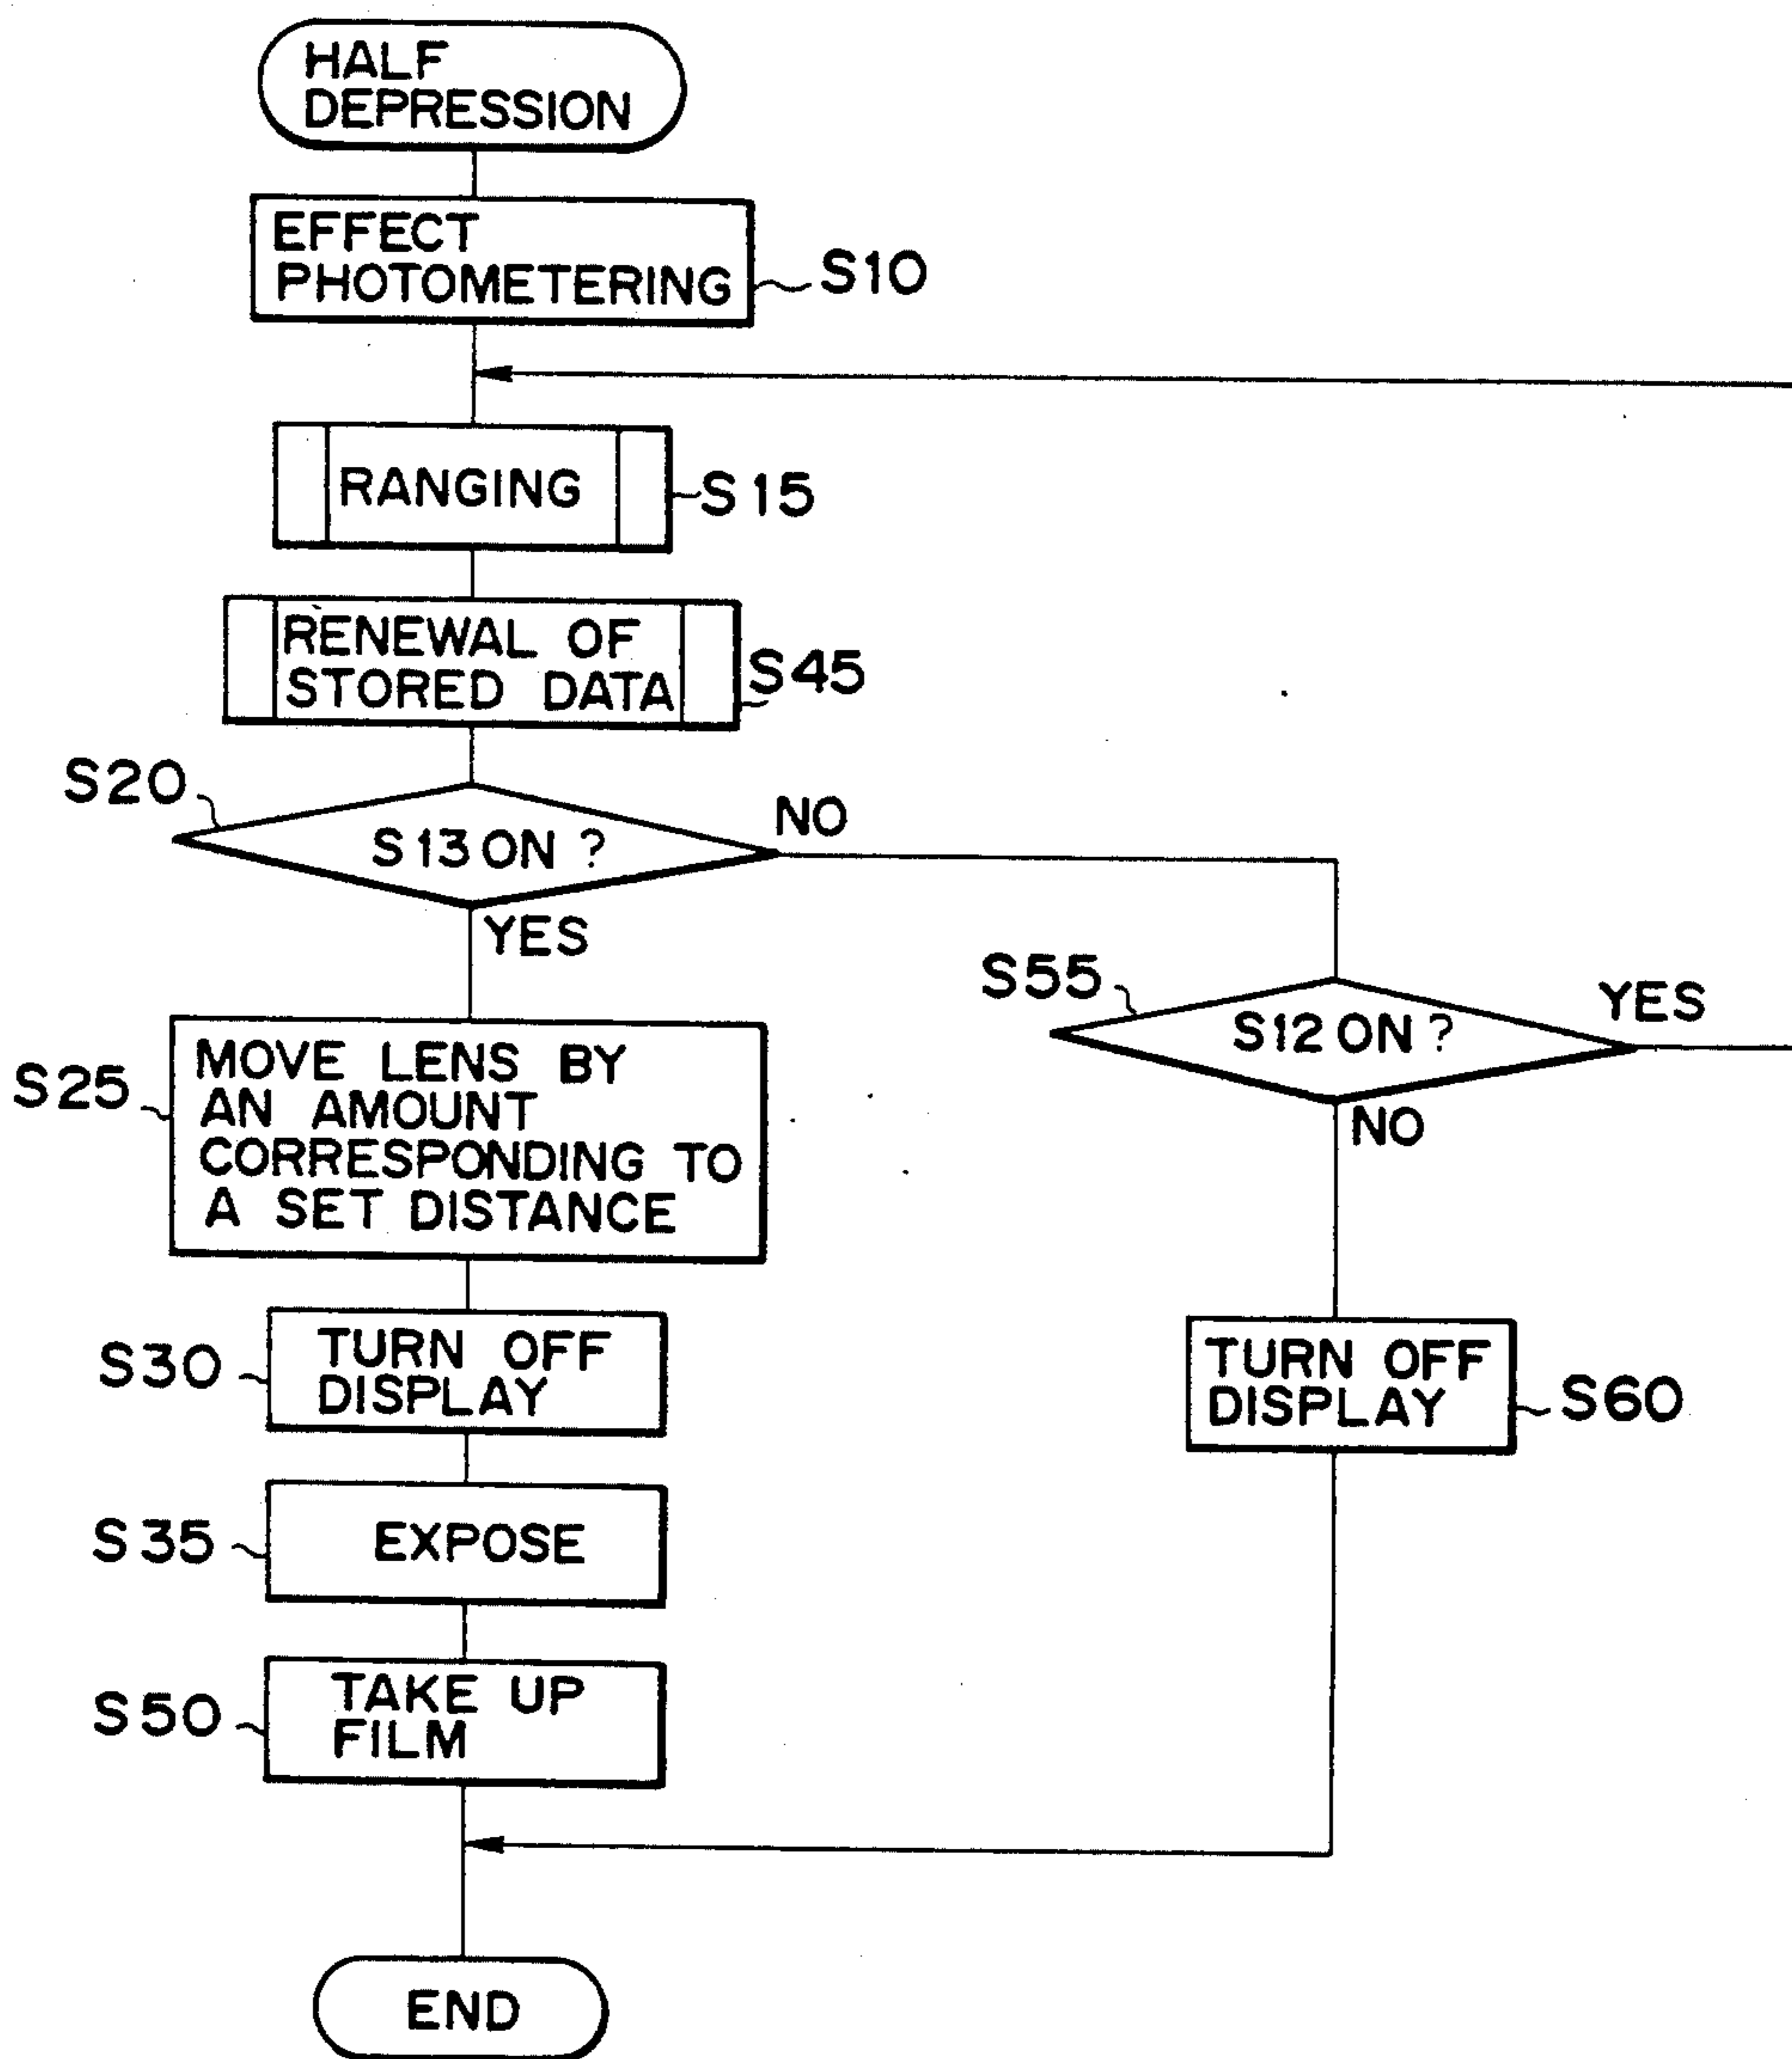 HALF
DEPRESSION
EFFECT
PHOTOMETERING
S10
RANGING
S15
RENEWAL OF
STORED DATA
S45
S20
S13 ON ?
NO
YES
S55
S12 ON ?
YES
NO
S25
MOVE LENS BY
AN AMOUNT
CORRESPONDING TO
A SET DISTANCE
S30
TURN OFF
DISPLAY
TURN OFF
DISPLAY
S60
S35
EXPOSE
S50
TAKE UP
FILM
END